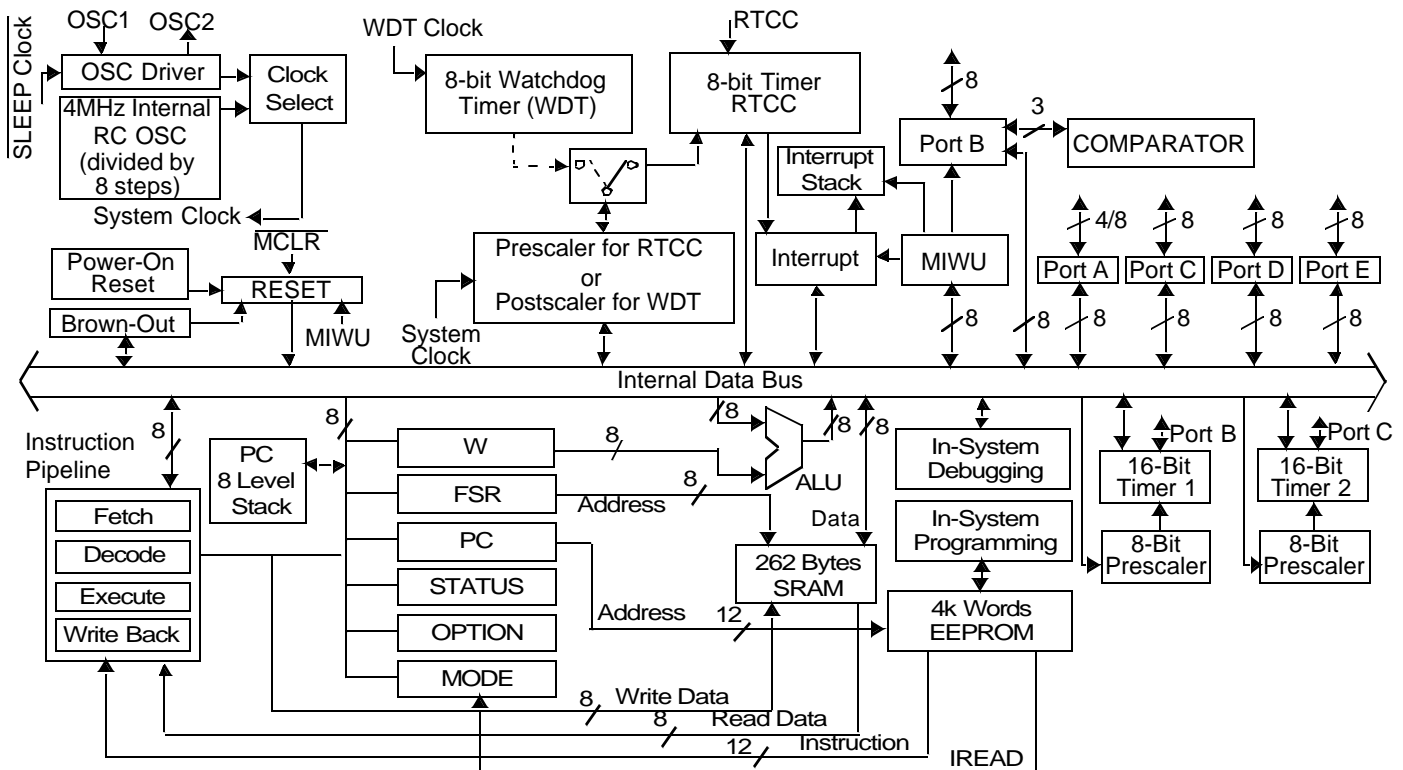 OSC1
OSC2
SLEEP Clock
OSC Driver
Clock
Select
4MHz Internal
RC OSC
(divided by
8 steps)
System Clock
WDT Clock
8-bit Watchdog
Timer (WDT)
RTCC
8-bit Timer
RTCC
8
Port B
3
COMPARATOR
Interrupt
Stack
MCLR
Power-On
Reset
RESET
Brown-Out
MIWU
Prescaler for RTCC
or
Postscaler for WDT
System
Clock
Interrupt
MIWU
8
8
4/8
8
8
8
Port A
Port C
Port D
Port E
8
8
8
8
Internal Data Bus
Instruction
Pipeline
8
Fetch
Decode
Execute
Write Back
PC
8 Level
Stack
8
W
8
FSR
Address
8
PC
STATUS
OPTION
MODE
8
ALU
8
8
Data
262 Bytes
SRAM
Address
12
In-System
Debugging
In-System
Programming
4k Words
EEPROM
Port B
16-Bit
Timer 1
8-Bit
Prescaler
Port C
16-Bit
Timer 2
8-Bit
Prescaler
8
Write Data
8
Read Data
12
Instruction
IREAD